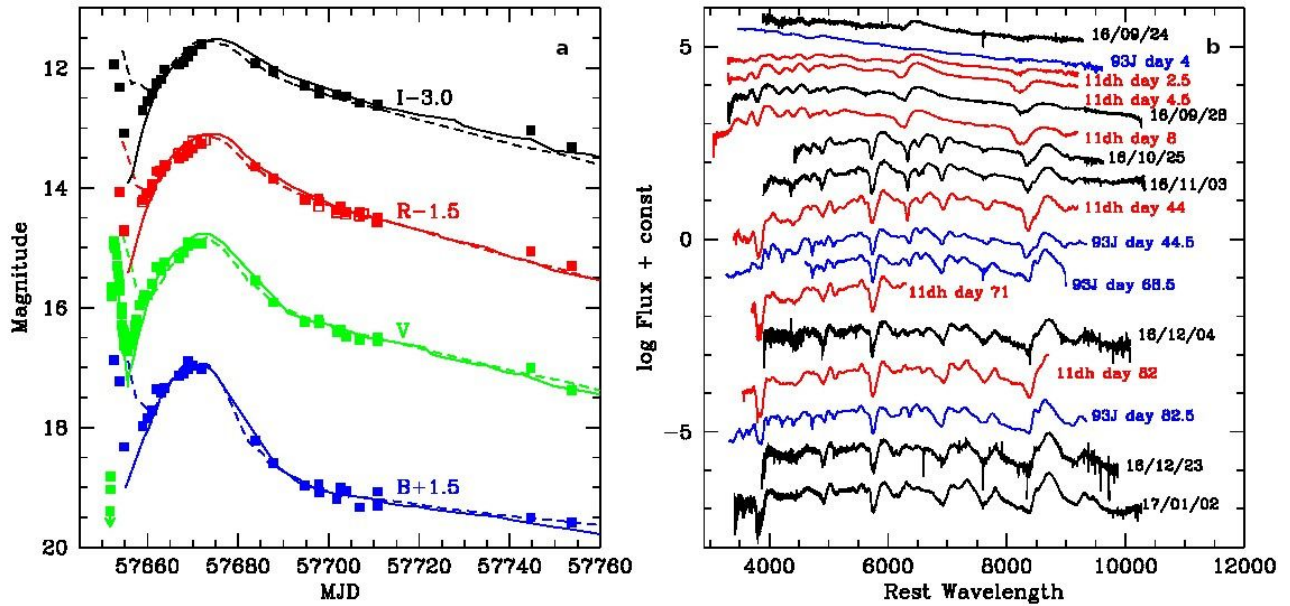 a
12
14
16
18
20
Magnitude
I-3.0
R-1.5
V
B+1.5
57660
57680
57700
57720
57740
57760
MJD
b
5
0
-5
log Flux + const
16/09/24
93J day 4
11dh day 2.5
11dh day 4.5
16/09/28
11dh day 8
16/10/25
16/11/03
11dh day 44
93J day 44.5
93J day 68.5
11dh day 71
16/12/04
11dh day 82
93J day 82.5
16/12/23
17/01/02
4000
6000
8000
10000
12000
Rest Wavelength